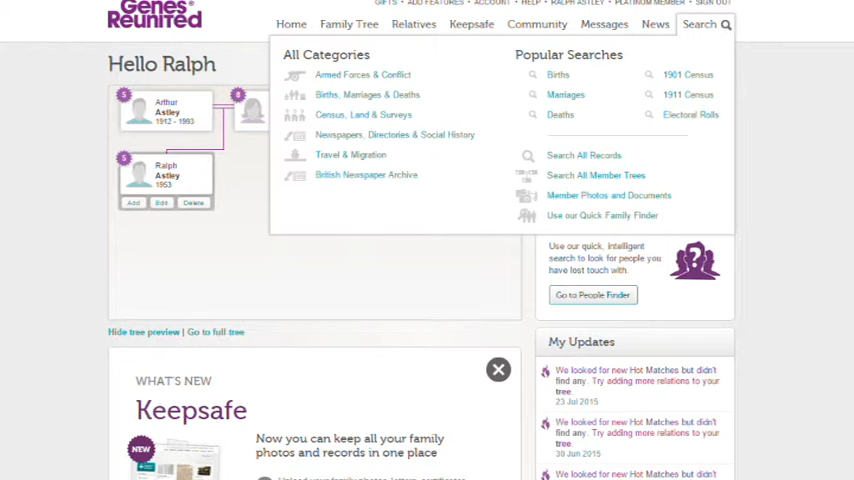 Genes
Reunited
GIFTS • ADD FEATURES • ACCOUNT • HELP • RALPH ASTLEY • PLATINUM MEMBER • SIGN OUT
Home Family Tree Relatives Keepsafe Community Messages News Search
Hello Ralph
All Categories
Armed Forces & Conflict
Births, Marriages & Deaths
Census, Land & Surveys
Newspapers, Directories & Social History
Travel & Migration
British Newspaper Archive
Popular Searches
Births 1901 Census
Marriages 1911 Census
Deaths Electoral Rolls
Search All Records
Search All Member Trees
Member Photos and Documents
Use our Quick Family Finder
5
Arthur
Astley
1912 - 1993
8
5
Ralph
Astley
1953
Add Edit Delete
Use our quick, intelligent
search to look for people you
have lost touch with.
Go to People Finder
Hide tree preview | Go to full tree
WHAT'S NEW
Keepsafe
NEW
Now you can keep all your family
photos and records in one place
Upload your family photos, letters, certificates
My Updates
We looked for new Hot Matches but didn't
find any. Try adding more relations to your
tree.
23 Jul 2015
We looked for new Hot Matches but didn't
find any. Try adding more relations to your
tree.
30 Jun 2015
We looked for new Hot Matches but didn't